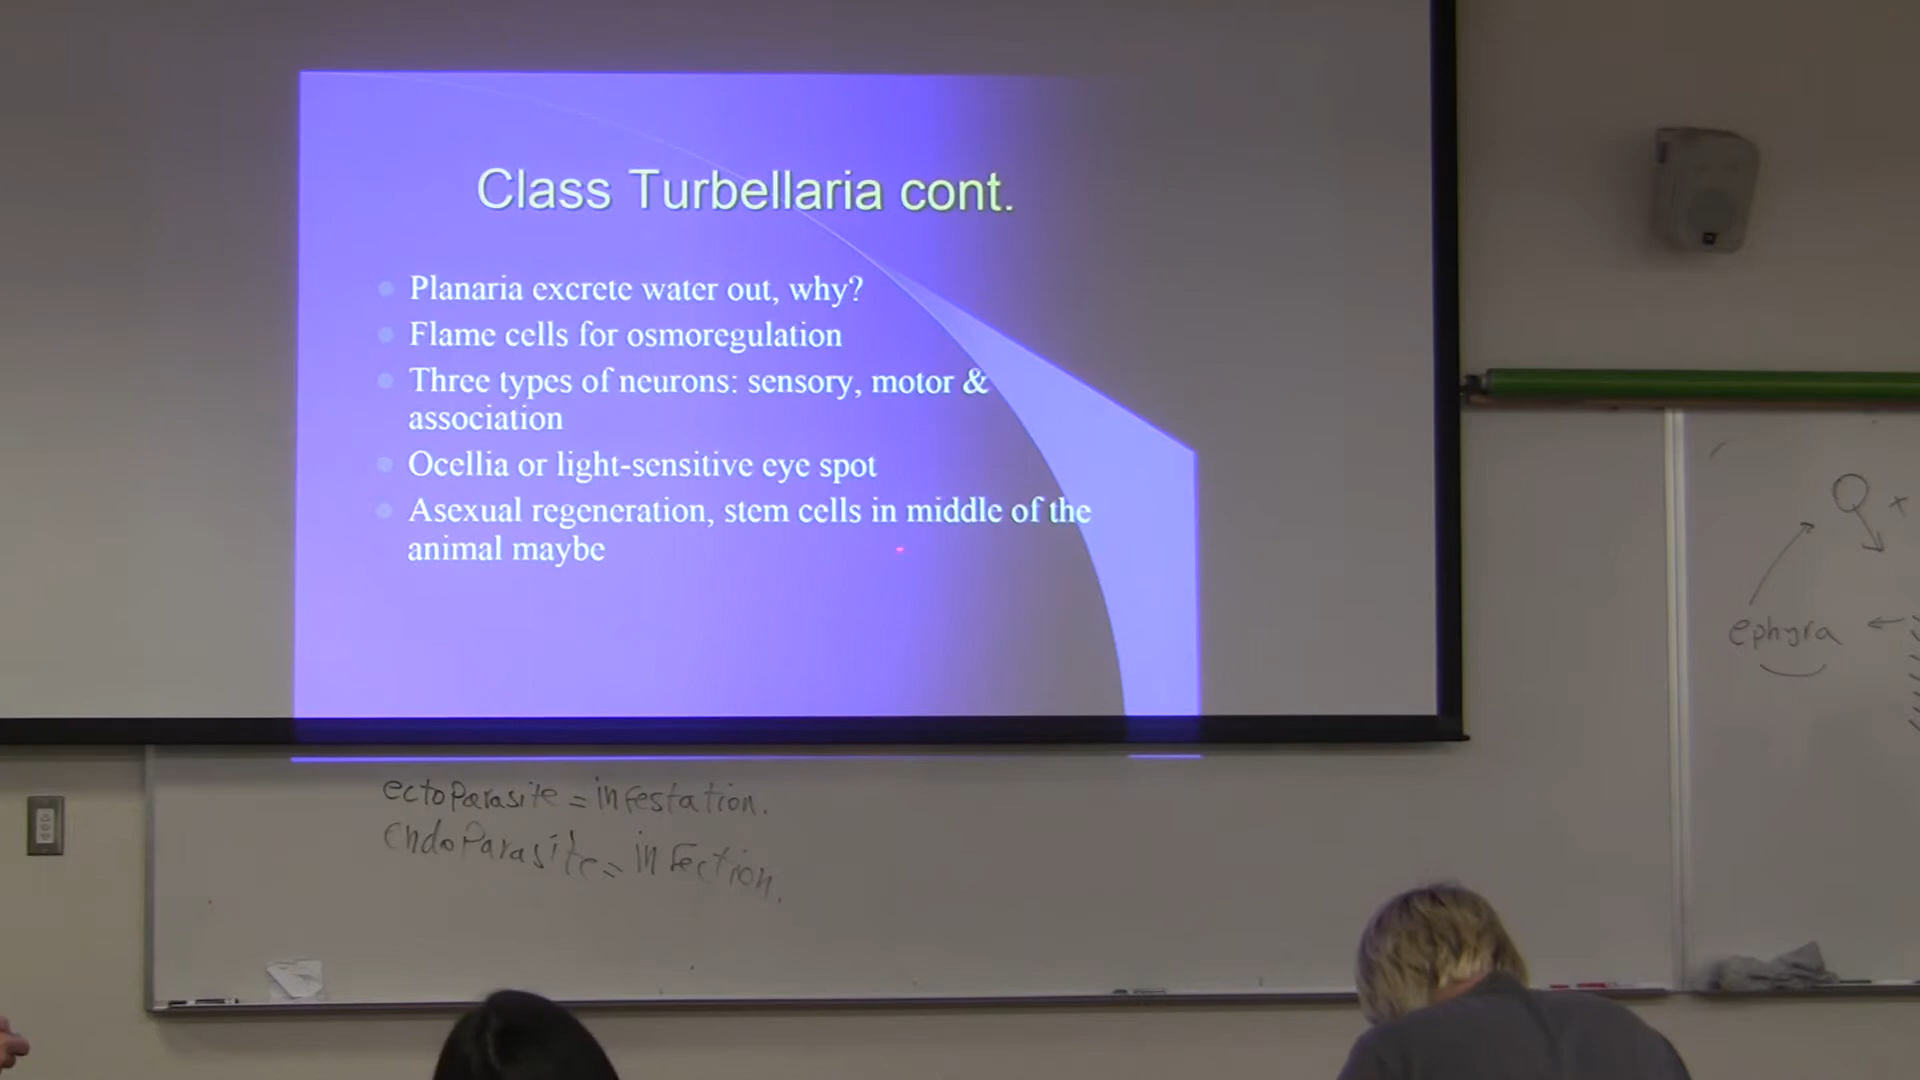 Class Turbellaria cont.
Planaria excrete water out, why?
Flame cells for osmoregulation
Three types of neurons: sensory, motor &
association
Ocellia or light-sensitive eye spot
Asexual regeneration, stem cells in middle of the
animal maybe
ectoparasite = infestation.
endoparasite = infection.
ephyra